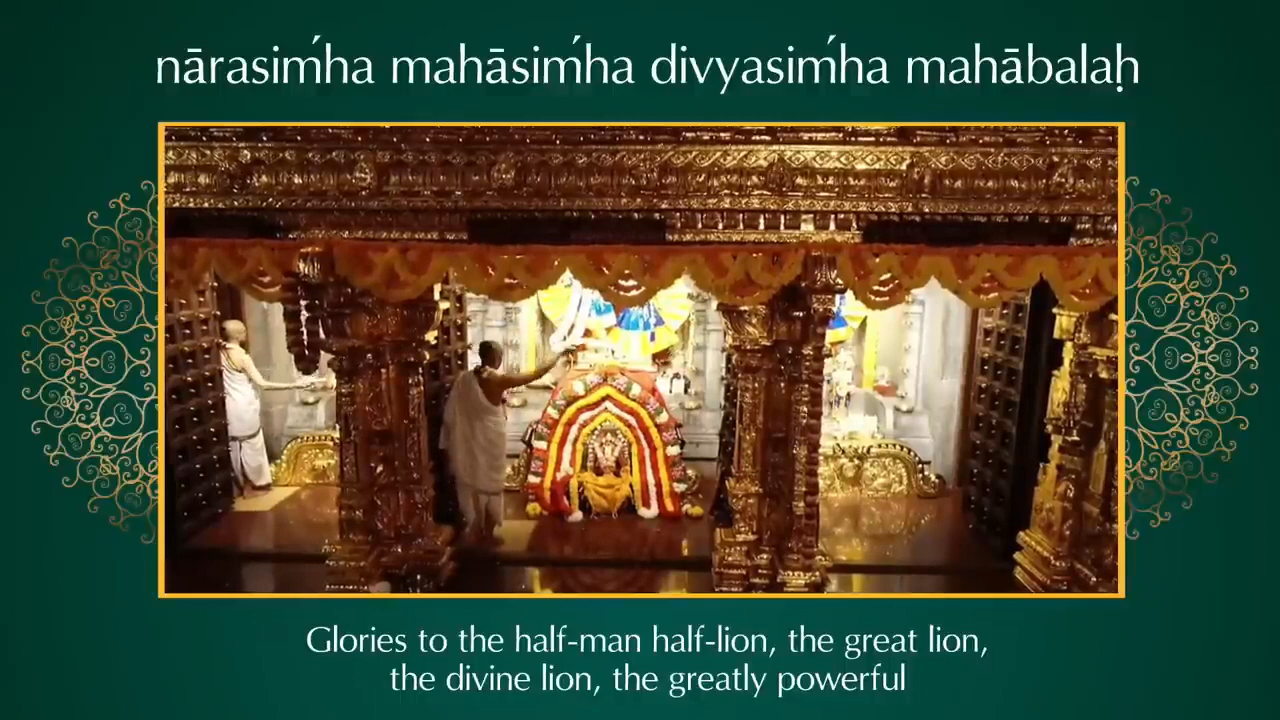 nārasiḿha mahāsiḿha divyasiḿha mahābalaḥ
Glories to the half-man half-lion, the great lion,
the divine lion, the greatly powerful